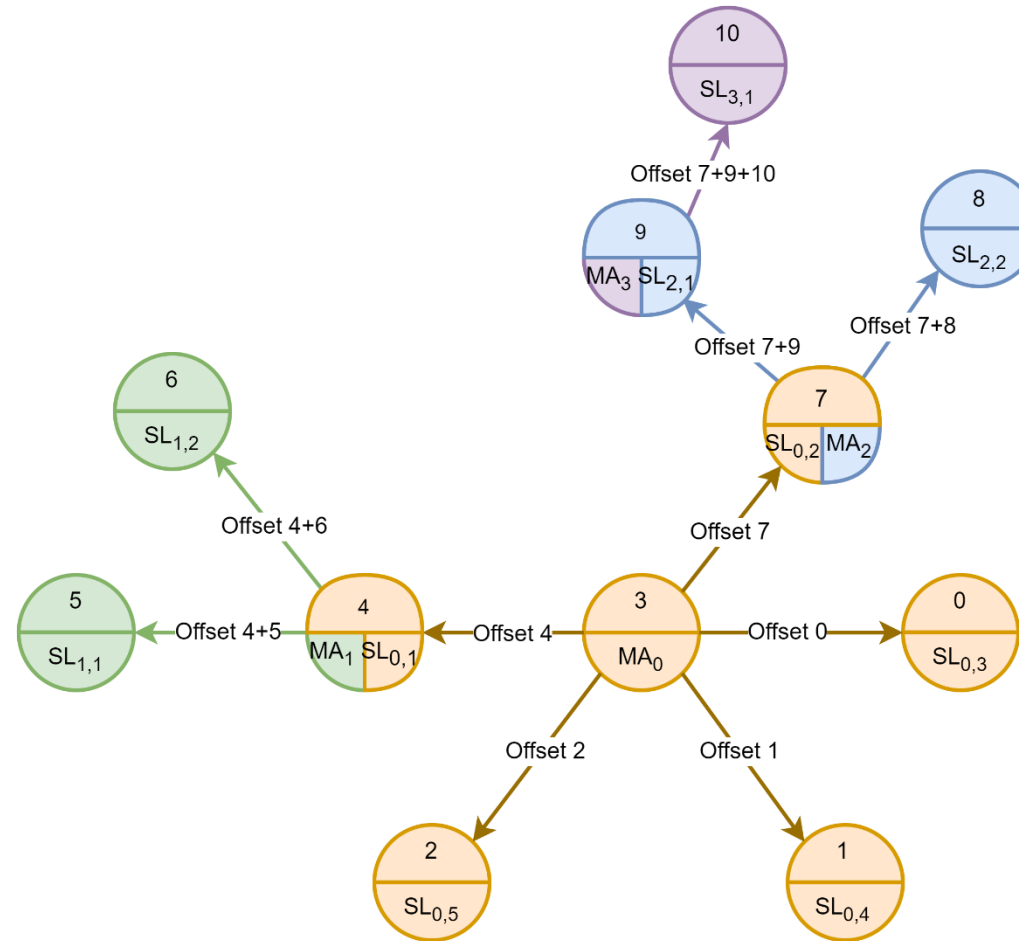 10
SL3,1
Offset 7+9+10
8
SL2,2
9
MA3 SL2,1
Offset 7+9
Offset 7+8
6
SL1,2
7
SL0,2 MA2
Offset 4+6
Offset 7
5
SL1,1
Offset 4+5
4
MA1 SL0,1
Offset 4
3
MA0
Offset 0
0
SL0,3
Offset 2
Offset 1
2
SL0,5
1
SL0,4